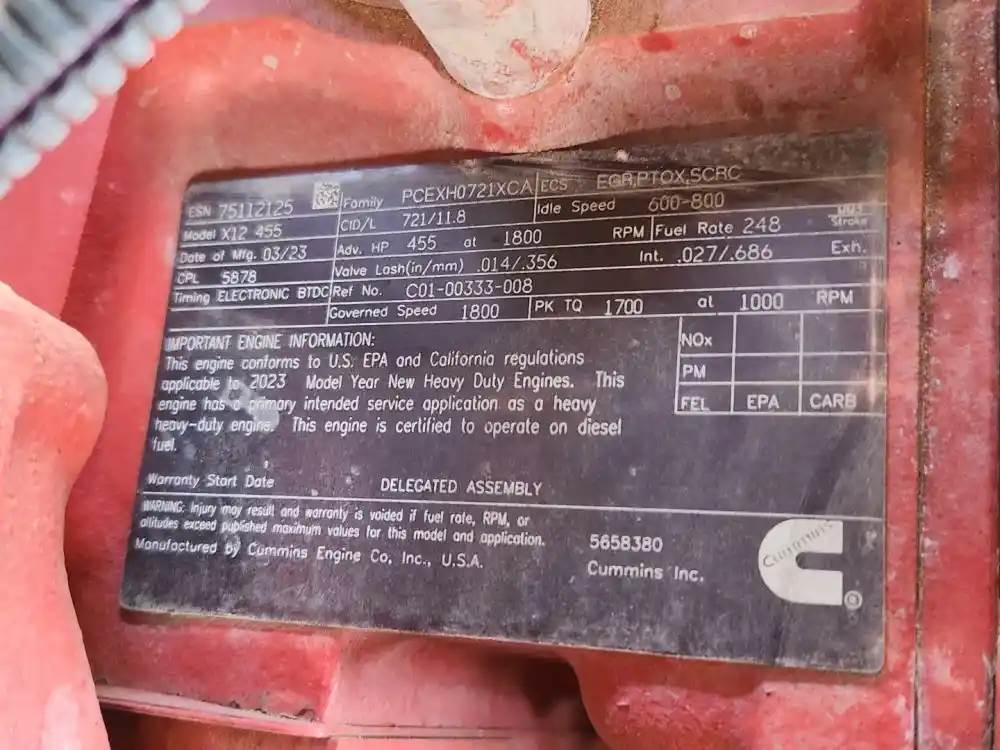 ESN 75112125 Family PCEXH0721XCA ECS EGR,PTOX,SCRC
Model X12 455 CID/L 721/11.8 Idle Speed 600-800
Date of Mfg. 03/23 Adv. HP 455 at 1800 RPM Fuel Rate 248 MM3 Stroke
CPL 5878 Valve Lash(in/mm) .014/.356 Int. .027/.686 Exh.
Timing ELECTRONIC BTDC Ref No. C01-00333-008
Governed Speed 1800 PK TQ 1700 at 1000 RPM
IMPORTANT ENGINE INFORMATION:
This engine conforms to U.S. EPA and California regulations
applicable to 2023 Model Year New Heavy Duty Engines. This
engine has a primary intended service application as a heavy
heavy-duty engine. This engine is certified to operate on diesel
fuel.
NOx
PM
FEL EPA CARB
Warranty Start Date DELEGATED ASSEMBLY
WARNING: Injury may result and warranty is voided if fuel rate, RPM, or
altitudes exceed published maximum values for this model and application.
Manufactured by Cummins Engine Co, Inc., U.S.A.
5658380
Cummins Inc.
Cummins
®